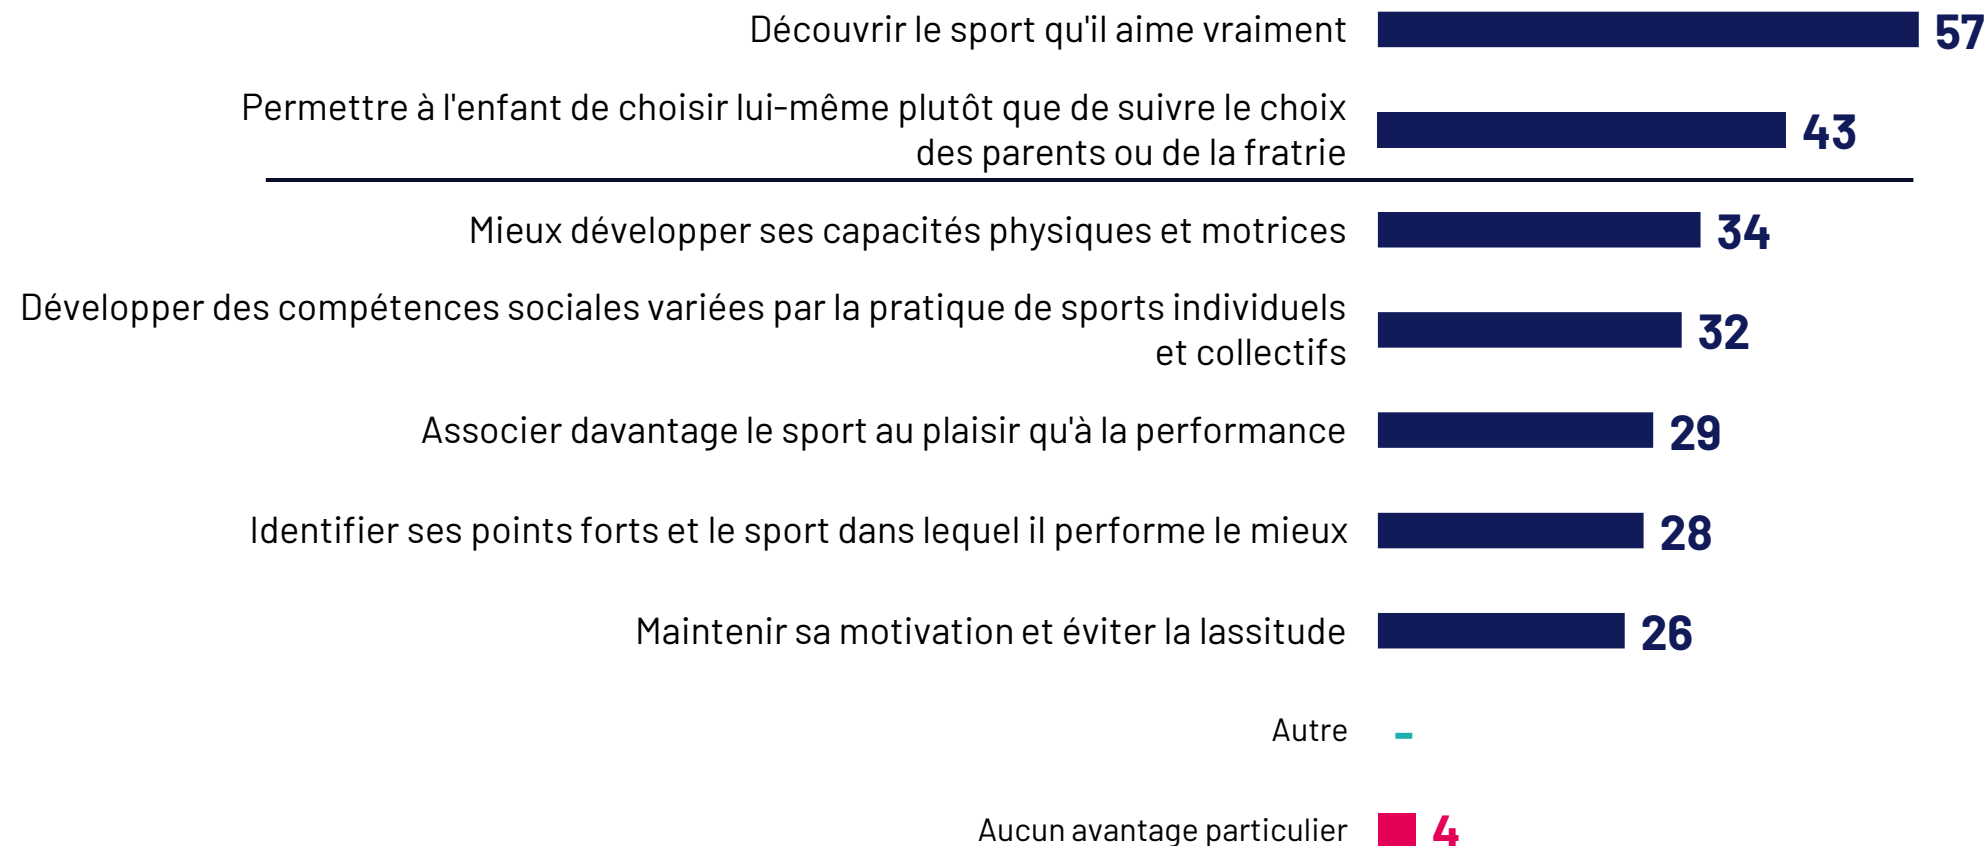 Découvrir le sport qu'il aime vraiment 57
Permettre à l'enfant de choisir lui-même plutôt que de suivre le choix
des parents ou de la fratrie 43
Mieux développer ses capacités physiques et motrices 34
Développer des compétences sociales variées par la pratique de sports individuels
et collectifs 32
Associer davantage le sport au plaisir qu'à la performance 29
Identifier ses points forts et le sport dans lequel il performe le mieux 28
Maintenir sa motivation et éviter la lassitude 26
Autre -
Aucun avantage particulier 4